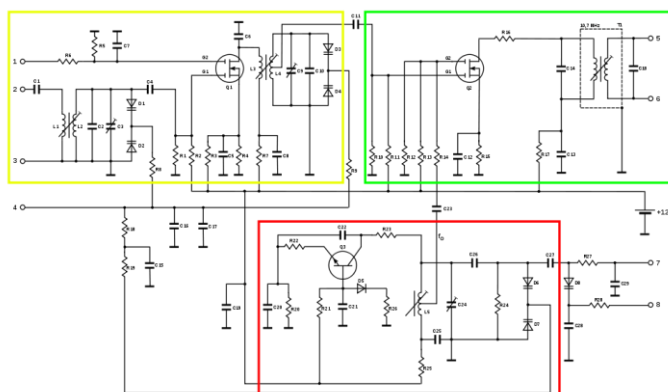 C6
R5
C7
R6
1
G2
G1
Q1
L3
L4
C9
C10
D3
D4
C11
2
C1
L1
L2
C2
C3
D1
D2
C4
R1
R2
R3
C5
R4
R7
C8
3
R8
R9
R16
10,7 MHz
T1
5
G2
G1
Q2
C14
C15
6
R10
R11
R12
R13
R14
C12
R15
R17
C13
4
+12
C16
C17
C23
C22
R22
Q3
R23
To
C26
C27
R27
7
D5
L5
C24
R24
D6
D7
D8
C29
R28
8
C18
C20
R20
R21
C21
C25
R25
C28